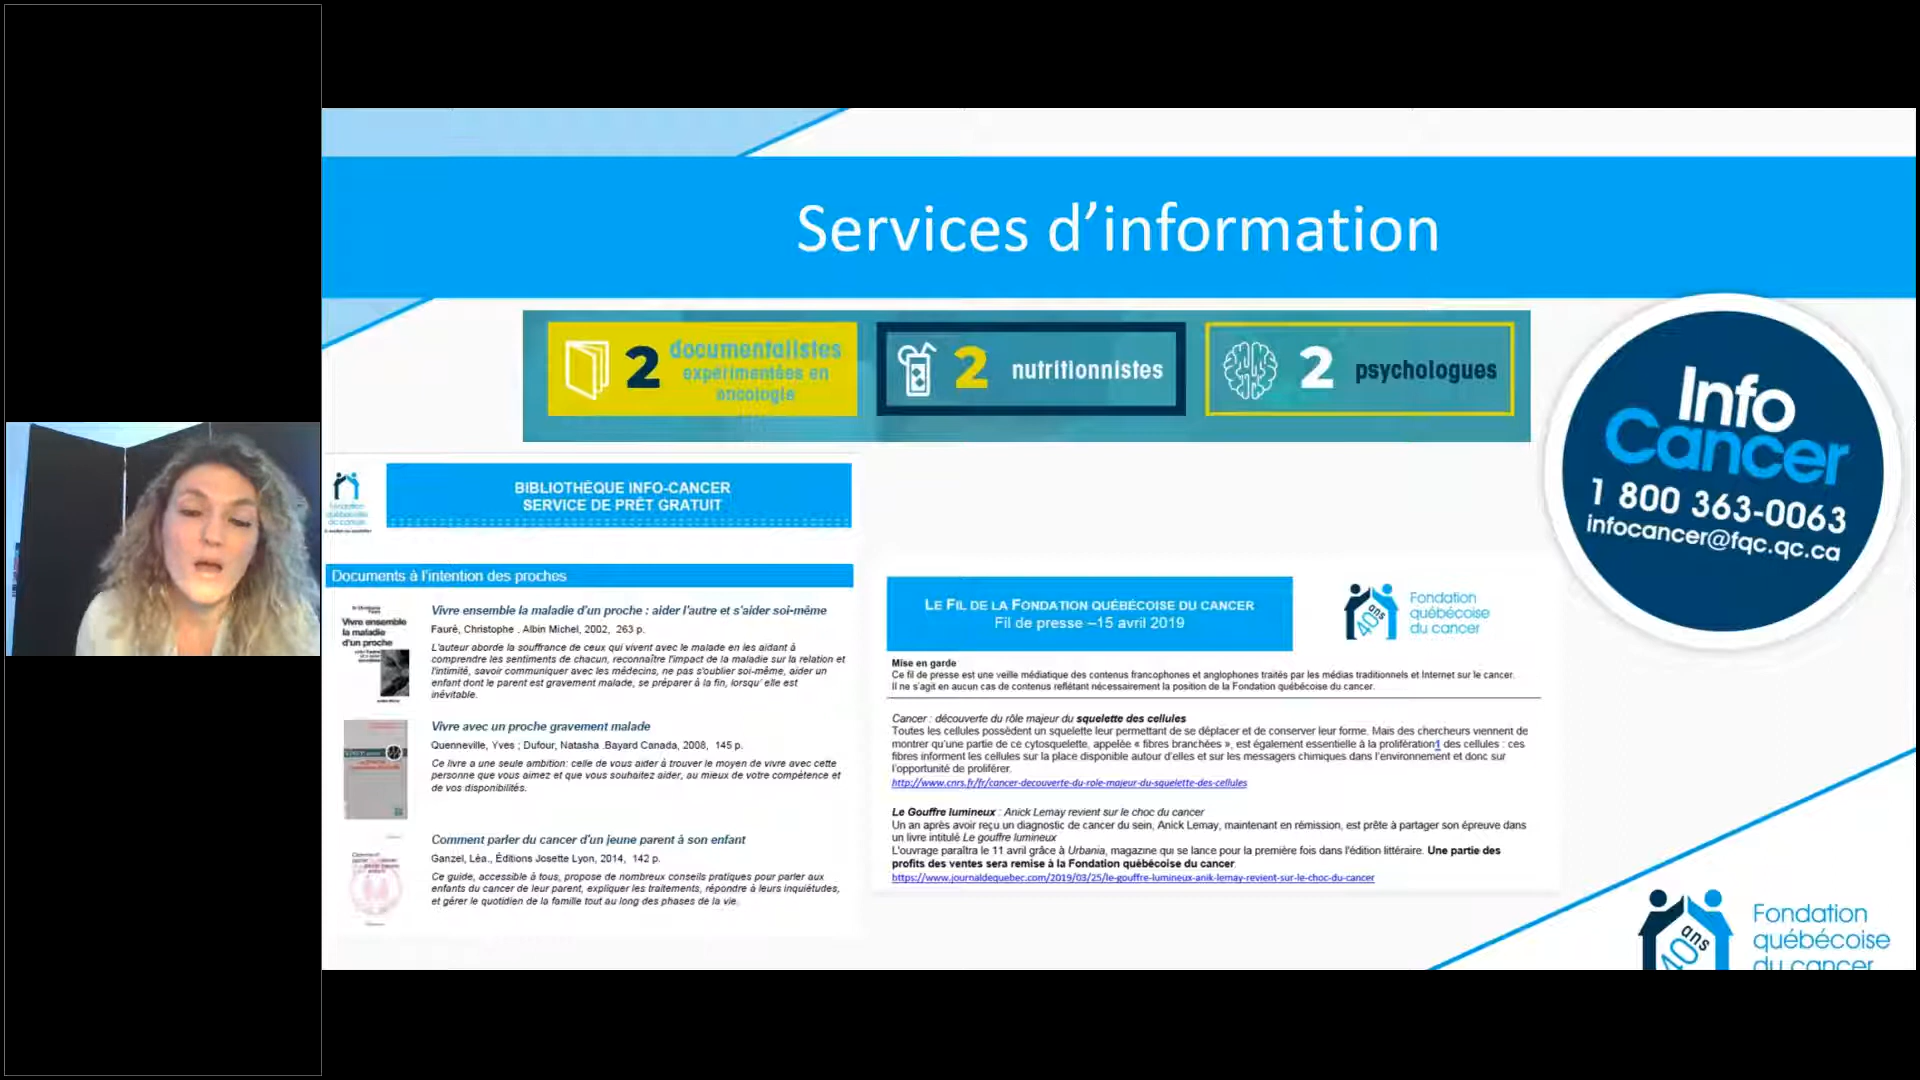 Services d’information
2 documentalistes
expérimentées en
oncologie
2 nutritionnistes
2 psychologues
Info
Cancer
1 800 363-0063
infocancer@fqc.qc.ca
Fondation
québécoise
du cancer
BIBLIOTHÈQUE INFO-CANCER
SERVICE DE PRÊT GRATUIT
Documents à l'intention des proches
Vivre ensemble
la maladie
d'un proche
Vivre ensemble la maladie d'un proche : aider l'autre et s'aider soi-même
Fauré, Christophe . Albin Michel, 2002, 263 p.
L'auteur aborde la souffrance de ceux qui vivent avec le malade en les aidant à
comprendre les sentiments de chacun, reconnaître l'impact de la maladie sur la relation et
l'intimité, savoir communiquer avec les médecins, ne pas s'oublier soi-même, aider un
enfant dont le parent est gravement malade, se préparer à la fin, lorsqu' elle est
inévitable.
Vivre avec un proche gravement malade
Quenneville, Yves ; Dufour, Natasha .Bayard Canada, 2008, 145 p.
Ce livre a une seule ambition: celle de vous aider à trouver le moyen de vivre avec cette
personne que vous aimez et que vous souhaitez aider, au mieux de votre compétence et
de vos disponibilités.
Comment parler du cancer d'un jeune parent à son enfant
Ganzel, Léa., Éditions Josette Lyon, 2014, 142 p.
Ce guide, accessible à tous, propose de nombreux conseils pratiques pour parler aux
enfants du cancer de leur parent, expliquer les traitements, répondre à leurs inquiétudes,
et gérer le quotidien de la famille tout au long des phases de la vie.
LE FIL DE LA FONDATION QUÉBÉCOISE DU CANCER
Fil de presse –15 avril 2019
40 ans
Fondation
québécoise
du cancer
Mise en garde
Ce fil de presse est une veille médiatique des contenus francophones et anglophones traités par les médias traditionnels et Internet sur le cancer.
Il ne s'agit en aucun cas de contenus reflétant nécessairement la position de la Fondation québécoise du cancer.
Cancer : découverte du rôle majeur du squelette des cellules
Toutes les cellules possèdent un squelette leur permettant de se déplacer et de conserver leur forme. Mais des chercheurs viennent de
montrer qu'une partie de ce cytosquelette, appelée « fibres branchées », est également essentielle à la prolifération1 des cellules : ces
fibres informent les cellules sur la place disponible autour d'elles et sur les messagers chimiques dans l'environnement et donc sur
l'opportunité de proliférer.
http://www.cnrs.fr/fr/cancer-decouverte-du-role-majeur-du-squelette-des-cellules
Le Gouffre lumineux : Anick Lemay revient sur le choc du cancer
Un an après avoir reçu un diagnostic de cancer du sein, Anick Lemay, maintenant en rémission, est prête à partager son épreuve dans
un livre intitulé Le gouffre lumineux
L'ouvrage paraîtra le 11 avril grâce à Urbania, magazine qui se lance pour la première fois dans l'édition littéraire. Une partie des
profits des ventes sera remise à la Fondation québécoise du cancer.
https://www.journaldequebec.com/2019/03/25/le-gouffre-lumineux-anik-lemay-revient-sur-le-choc-du-cancer
40 ans
Fondation
québécoise
du cancer